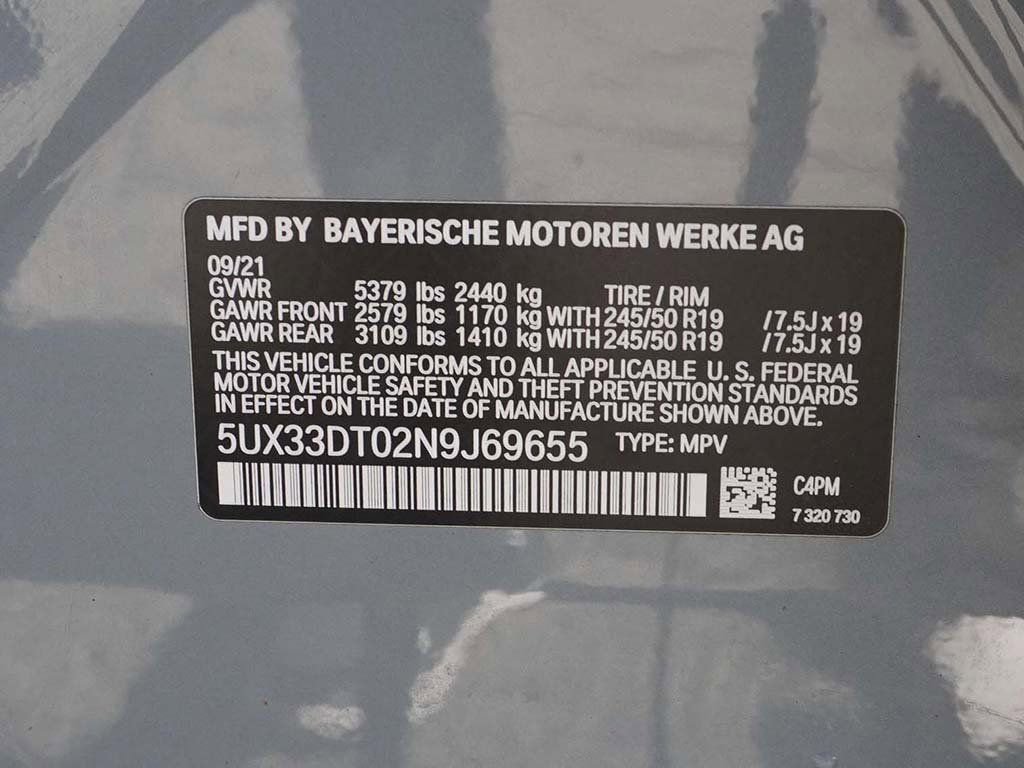 MFD BY BAYERISCHE MOTOREN WERKE AG
09/21
GVWR 5379 lbs 2440 kg TIRE / RIM
GAWR FRONT 2579 lbs 1170 kg WITH 245/50 R19 /7.5J x 19
GAWR REAR 3109 lbs 1410 kg WITH 245/50 R19 /7.5J x 19
THIS VEHICLE CONFORMS TO ALL APPLICABLE U. S. FEDERAL
MOTOR VEHICLE SAFETY AND THEFT PREVENTION STANDARDS
IN EFFECT ON THE DATE OF MANUFACTURE SHOWN ABOVE.
5UX33DT02N9J69655 TYPE: MPV
C4PM
7 320 730